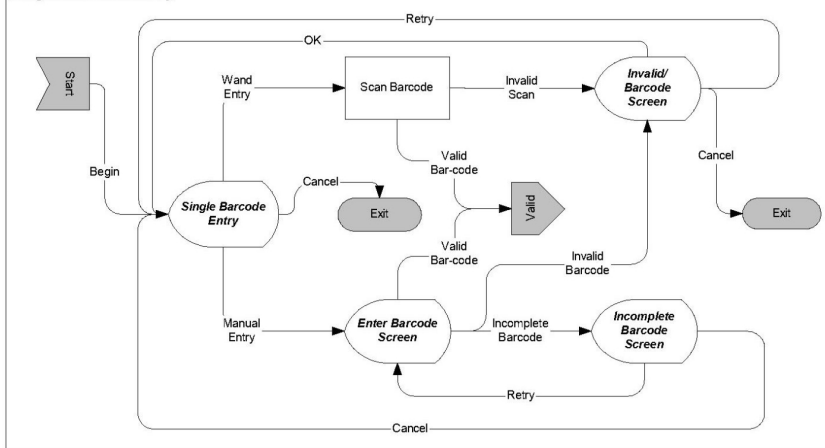 Retry
OK
Start
Wand
Entry
Scan Barcode
Invalid
Scan
Invalid/
Barcode
Screen
Begin
Valid
Bar-code
Cancel
Cancel
Single Barcode
Entry
Exit
Valid
Exit
Valid
Bar-code
Invalid
Barcode
Manual
Entry
Enter Barcode
Screen
Incomplete
Barcode
Incomplete
Barcode
Screen
Retry
Cancel